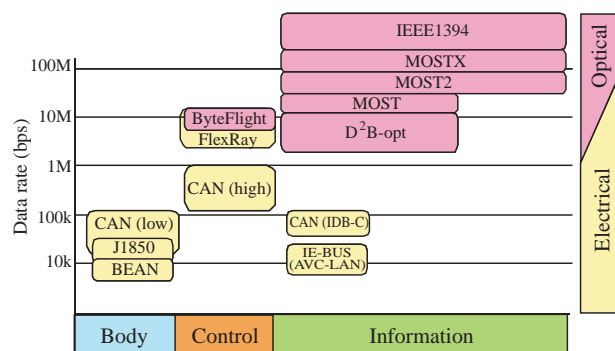 IEEE1394
MOSTX
MOST2
MOST
D²B-opt
ByteFlight
FlexRay
CAN (high)
CAN (low)
J1850
BEAN
CAN (IDB-C)
IE-BUS
(AVC-LAN)
100M
10M
1M
100k
10k
Data rate (bps)
Optical
Electrical
Body
Control
Information